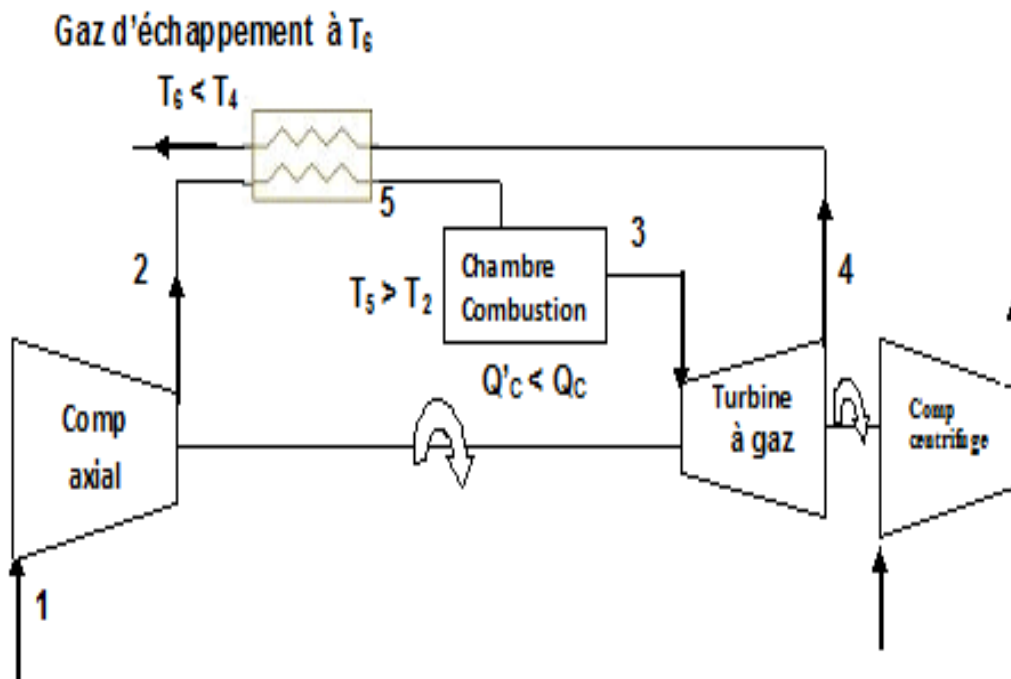 Gaz d'échappement à T₆
T₆ < T₄
5
3
2
4
Chambre
Combustion
T₅ > T₂
Q'c < Qc
Comp
axial
Turbine
à gaz
Comp
centrifuge
1